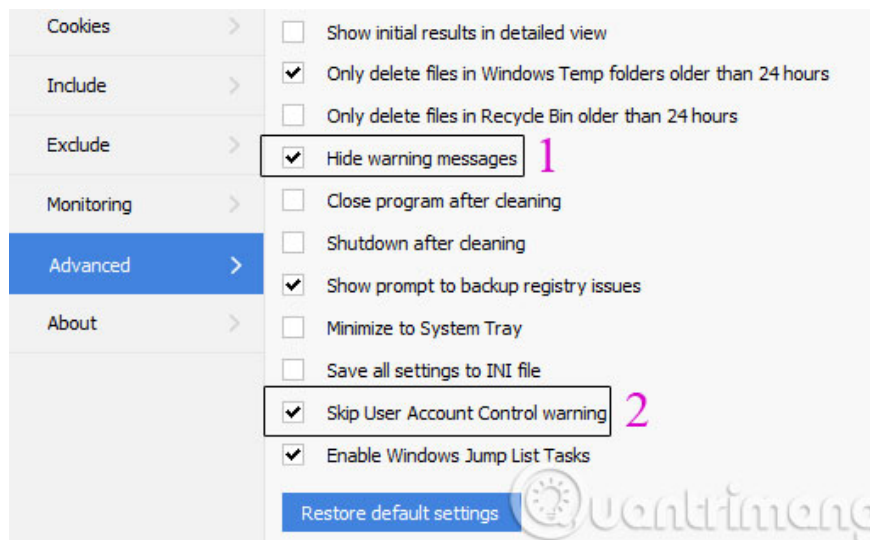 Cookies
Include
Exclude
Monitoring
Advanced
About
Show initial results in detailed view
Only delete files in Windows Temp folders older than 24 hours
Only delete files in Recycle Bin older than 24 hours
Hide warning messages 1
Close program after cleaning
Shutdown after cleaning
Show prompt to backup registry issues
Minimize to System Tray
Save all settings to INI file
Skip User Account Control warning 2
Enable Windows Jump List Tasks
Restore default settings
Quantrimang